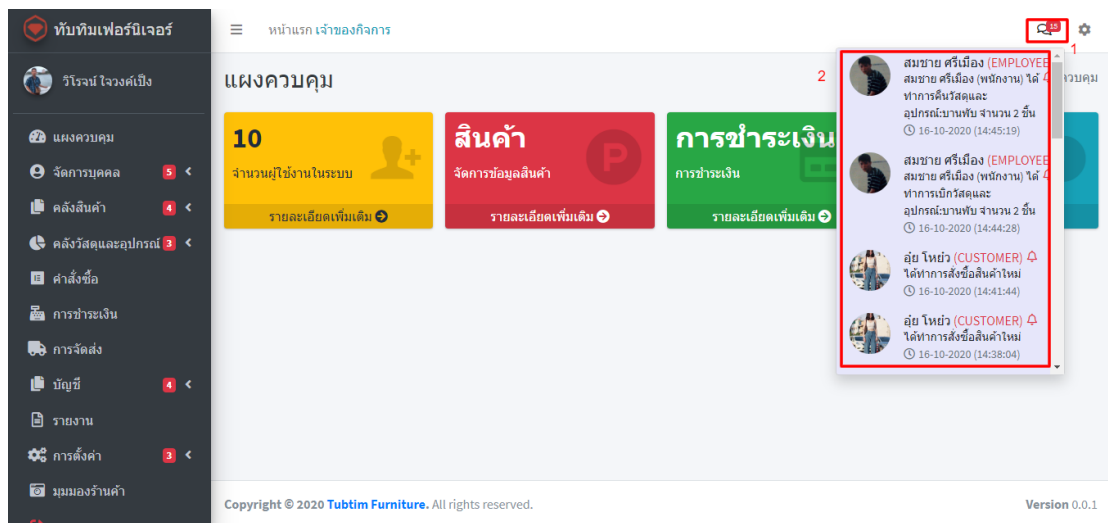 ทับทิมเฟอร์นิเจอร์
หน้าแรก เจ้าของกิจการ
15
1
วิโรจน์ ใจวงค์เป็ง
แผงควบคุม
2
วบคุม
แผงควบคุม
จัดการบุคคล 5
คลังสินค้า 4
คลังวัสดุและอุปกรณ์ 3
คำสั่งซื้อ
การชำระเงิน
การจัดส่ง
บัญชี 4
รายงาน
การตั้งค่า 3
มุมมองร้านค้า
10
จำนวนผู้ใช้งานในระบบ
รายละเอียดเพิ่มเติม
สินค้า
จัดการข้อมูลสินค้า
P
รายละเอียดเพิ่มเติม
การชำระเงิน
การชำระเงิน
รายละเอียดเพิ่มเติม
สมชาย ศรีเมือง (EMPLOYEE
สมชาย ศรีเมือง (พนักงาน) ได้
ทำการคืนวัสดุและ
อุปกรณ์:บานพับ จำนวน 2 ชิ้น
16-10-2020 (14:45:19)
สมชาย ศรีเมือง (EMPLOYEE
สมชาย ศรีเมือง (พนักงาน) ได้
ทำการเบิกวัสดุและ
อุปกรณ์:บานพับ จำนวน 2 ชิ้น
16-10-2020 (14:44:28)
อุ๋ย โหย่ว (CUSTOMER)
ได้ทำการสั่งซื้อสินค้าใหม่
16-10-2020 (14:41:44)
อุ๋ย โหย่ว (CUSTOMER)
ได้ทำการสั่งซื้อสินค้าใหม่
16-10-2020 (14:38:04)
Copyright © 2020 Tubtim Furniture. All rights reserved.
Version 0.0.1